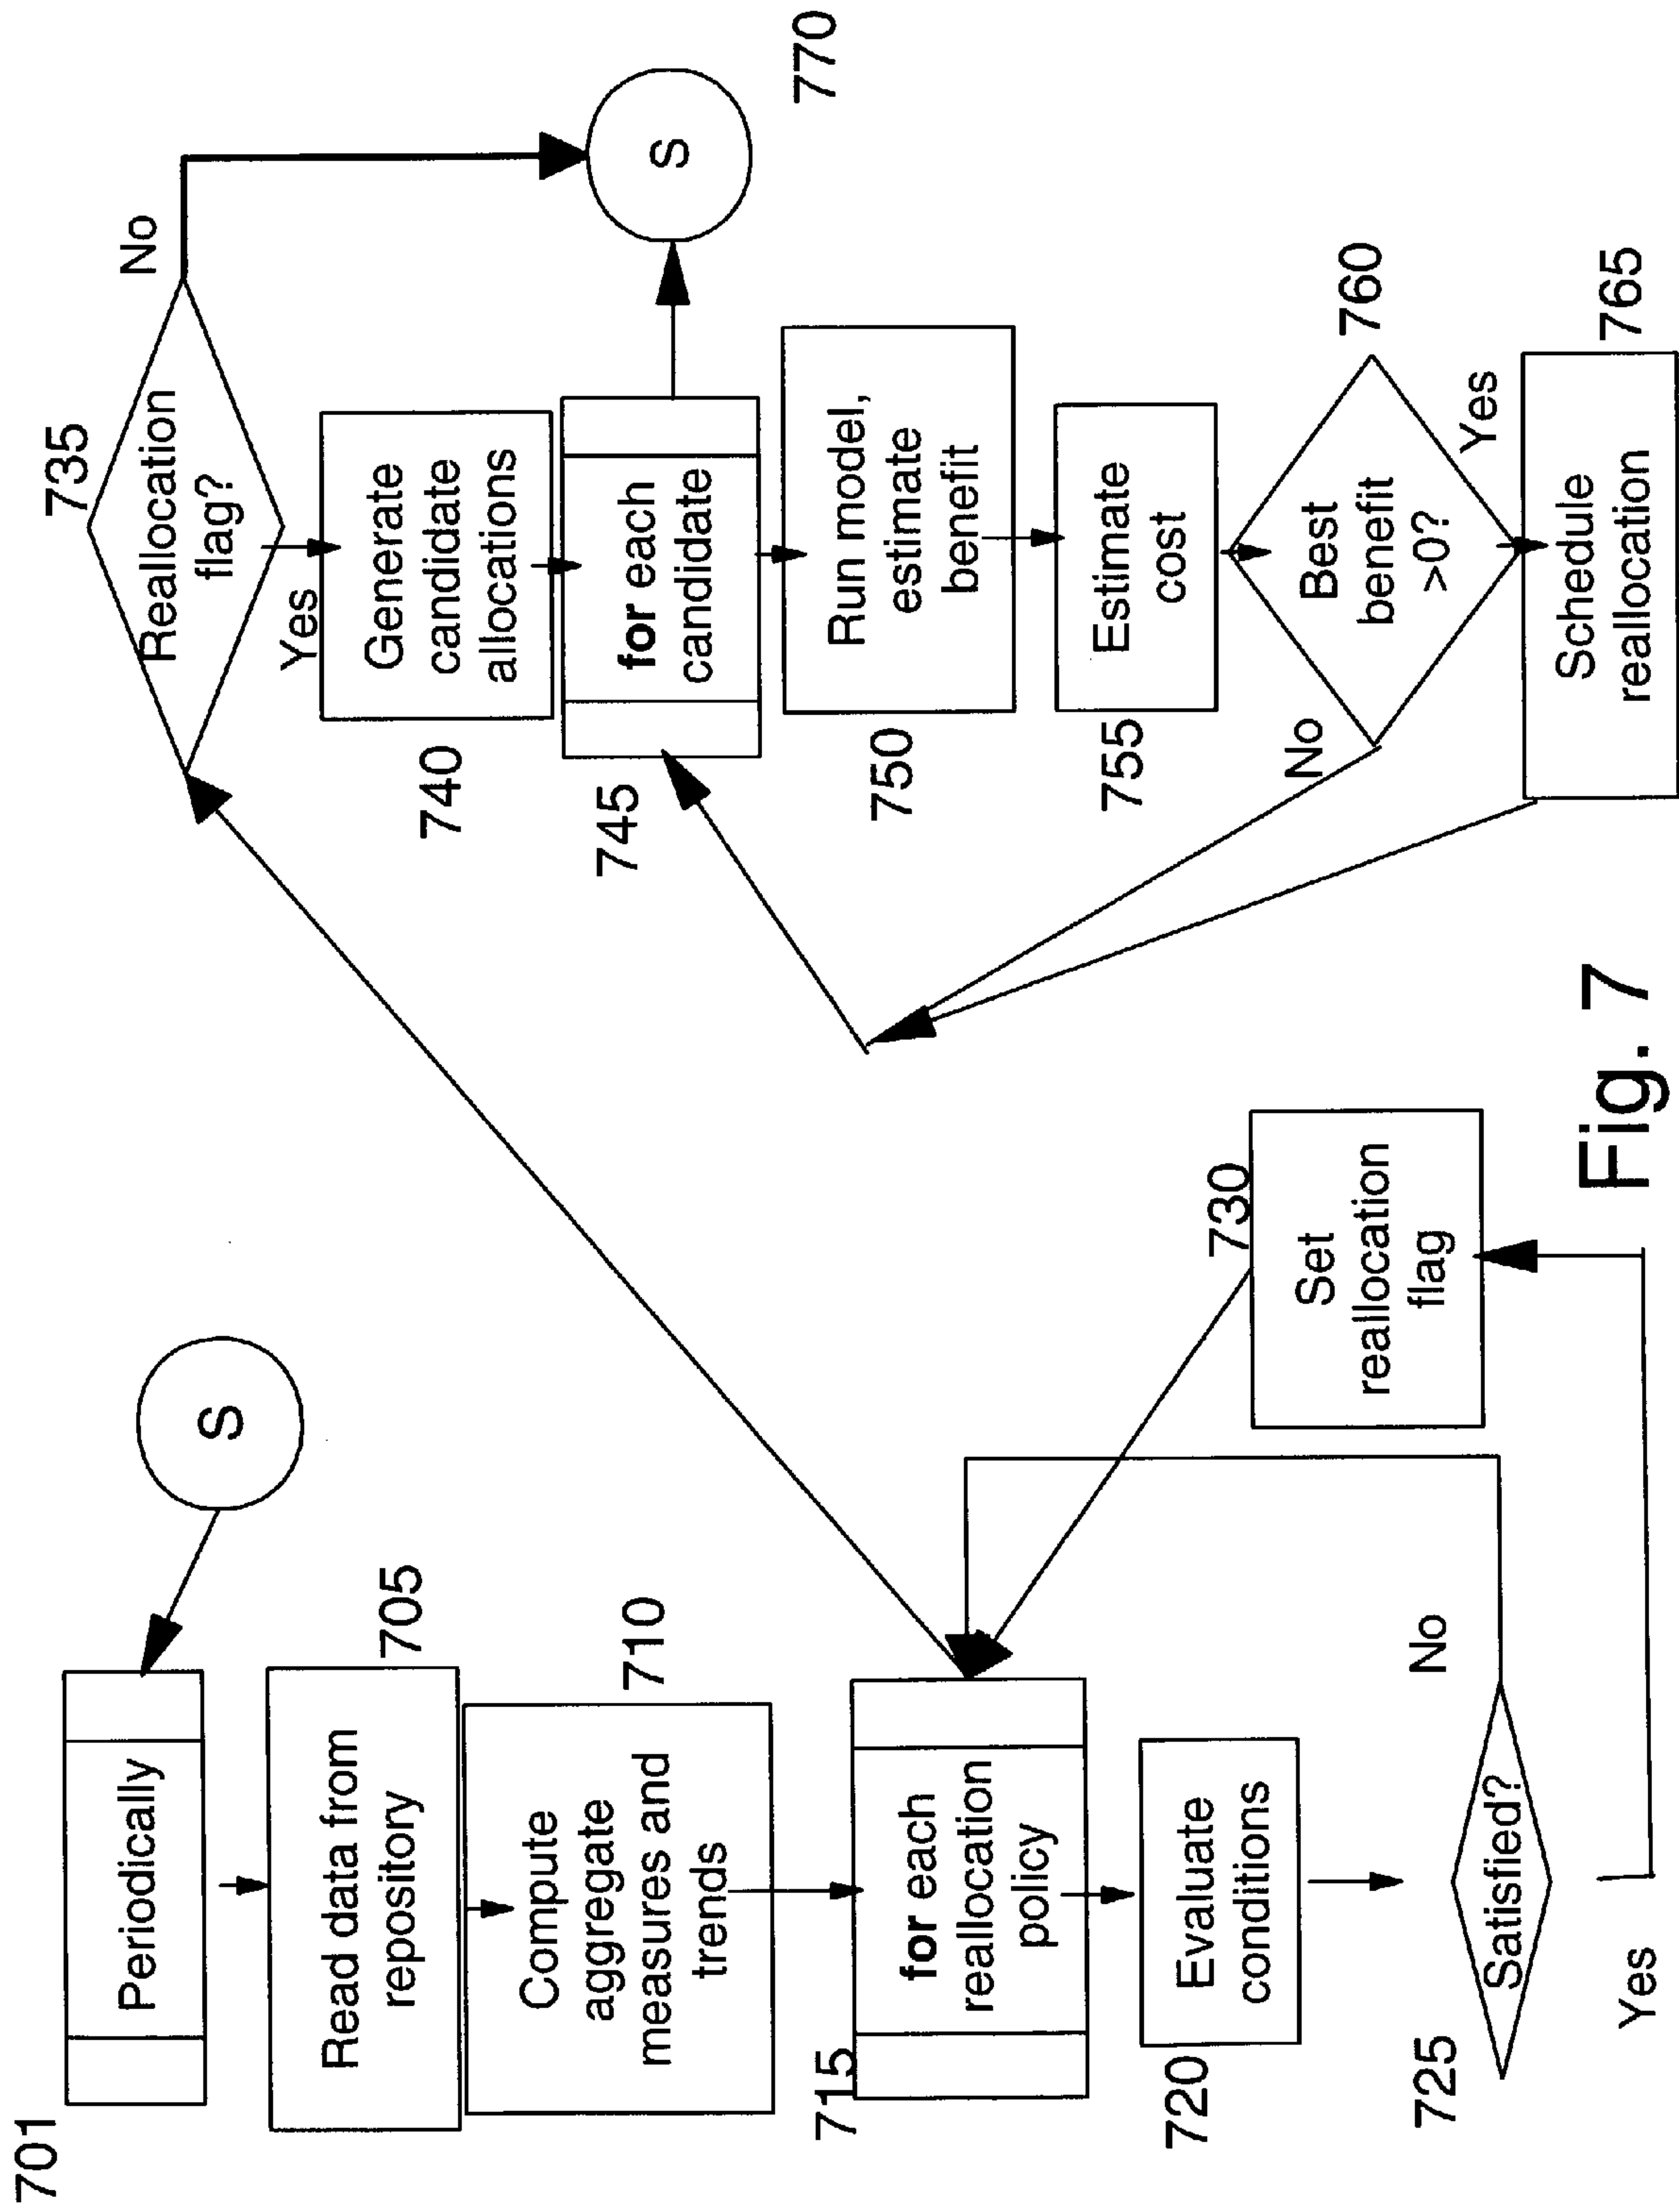 701
Periodically
S
Read data from
repository
705
Compute
aggregate
measures and
trends
710
715
for each
reallocation
policy
720
Evaluate
conditions
725
Satisfied?
No
Yes
730
Set
reallocation
flag
735
Reallocation
flag?
No
Yes
740
Generate
candidate
allocations
745
for each
candidate
S
770
750
Run model,
estimate
benefit
755
Estimate
cost
760
Best
benefit
>0?
No
Yes
765
Schedule
reallocation
Fig. 7